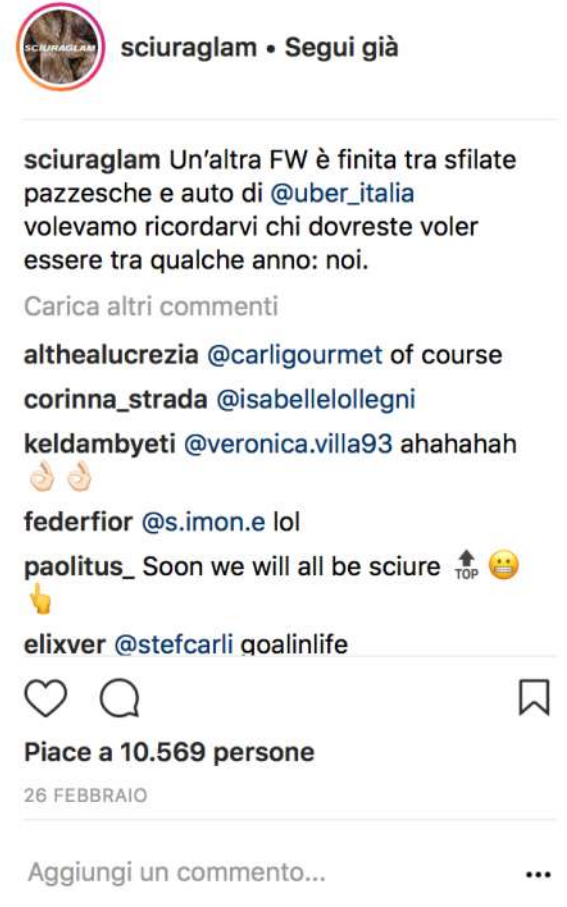 SCIURAGLAM
sciuraglam • Segui già
sciuraglam Un'altra FW è finita tra sfilate
pazzesche e auto di @uber_italia
volevamo ricordarvi chi dovreste voler
essere tra qualche anno: noi.
Carica altri commenti
althealucrezia @carligourmet of course
corinna_strada @isabellelollegni
keldambyeti @veronica.villa93 ahahahah
👌🏻 👌🏻
federfior @s.imon.e lol
paolitus_ Soon we will all be sciure 🔝 😬
👆
elixver @stefcarli goalinlife
Piace a 10.569 persone
26 FEBBRAIO
Aggiungi un commento...